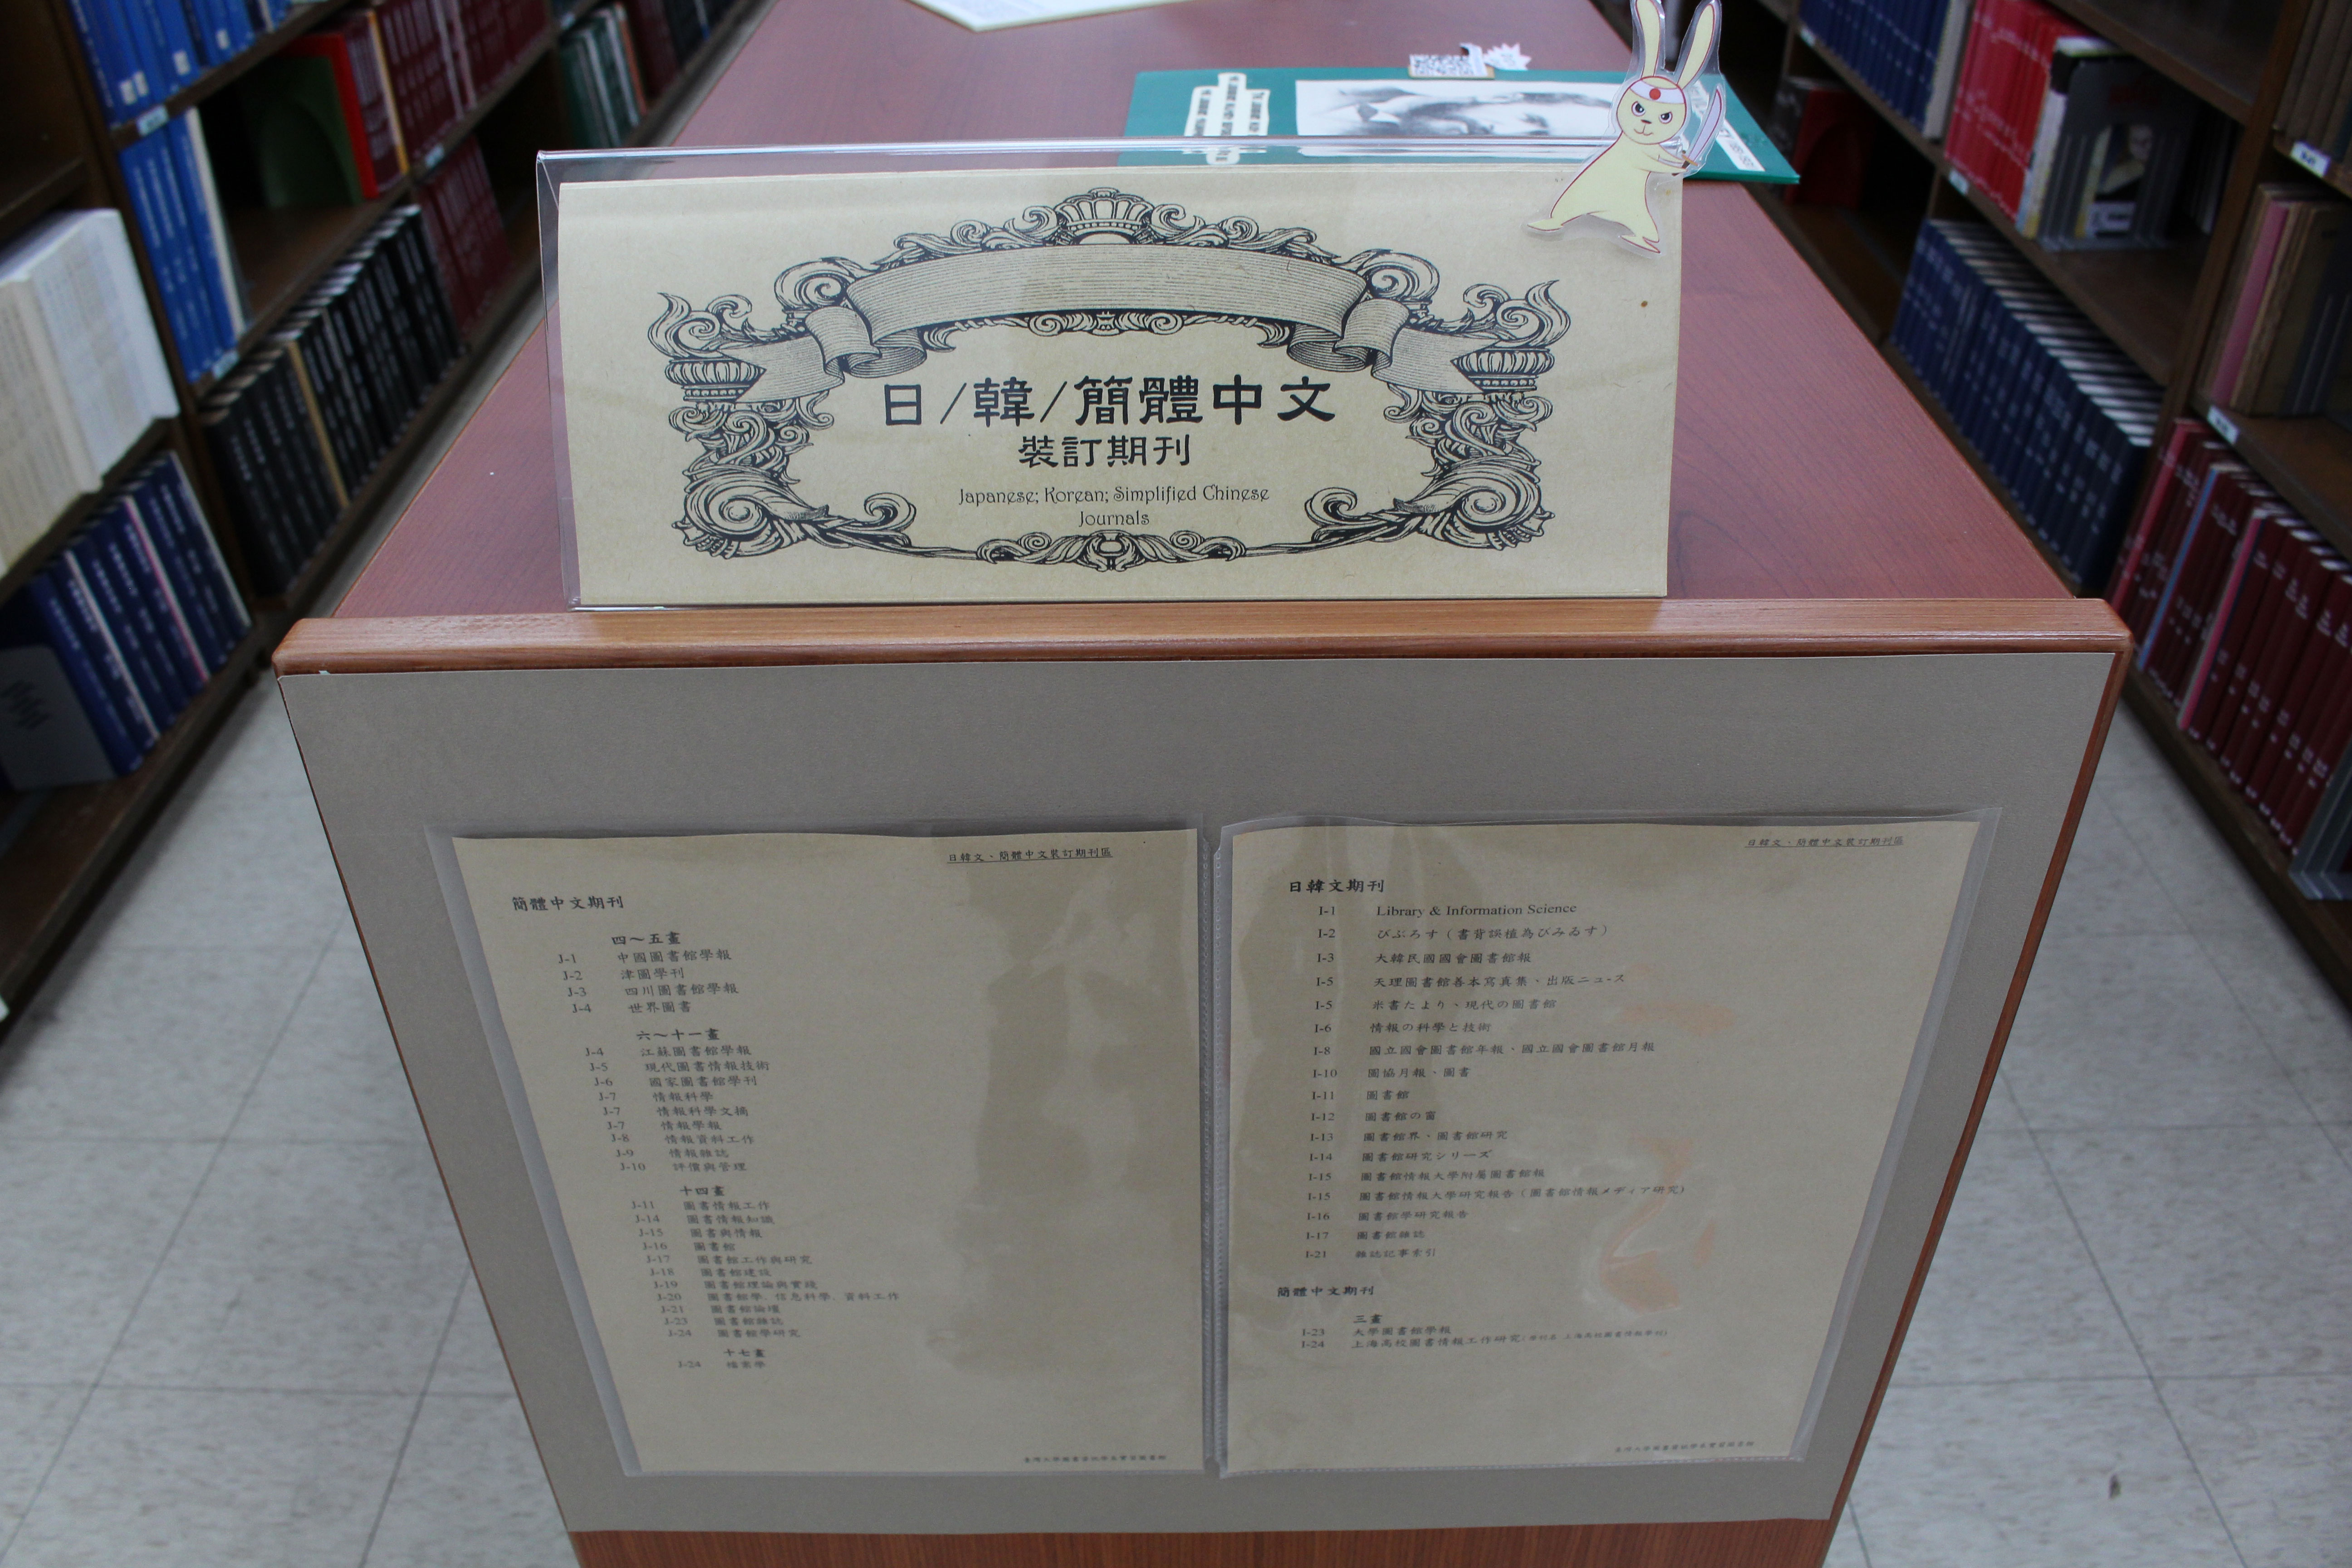 日/韓/簡體中文
裝訂期刊
Japanese; Korean; Simplified Chinese
Journals
日韓文、簡體中文裝訂期刊區
簡體中文期刊
四～五畫
J-1 中國圖書館學報
J-2 津圖學刊
J-3 四川圖書館學報
J-4 世界圖書
六～十一畫
J-4 江蘇圖書館學報
J-5 現代圖書情報技術
J-6 國家圖書館學刊
J-7 情報科學
J-7 情報科學文摘
J-7 情報學報
J-8 情報資料工作
J-9 情報雜誌
J-10 評價與管理
十四畫
J-11 圖書情報工作
J-14 圖書情報知識
J-15 圖書與情報
J-16 圖書館
J-17 圖書館工作與研究
J-18 圖書館建設
J-19 圖書館理論與實踐
J-20 圖書館學、信息科學、資料工作
J-21 圖書館論壇
J-23 圖書館雜誌
J-24 圖書館學研究
十七畫
J-24 檔案學
日韓文、簡體中文裝訂期刊區
日韓文期刊
I-1 Library & Information Science
I-2 びぶろす（書背誤植為びみゐす）
I-3 大韓民國國會圖書館報
I-5 天理圖書館善本寫真集、出版ニュ-ス
I-5 米書だより、現代の圖書館
I-6 情報の科學と技術
I-8 國立國會圖書館年報、國立國會圖書館月報
I-10 圖協月報、圖書
I-11 圖書館
I-12 圖書館の窗
I-13 圖書館界、圖書館研究
I-14 圖書館研究シリーズ
I-15 圖書館情報大學附屬圖書館報
I-15 圖書館情報大學研究報告（圖書館情報メディア研究）
I-16 圖書館學研究報告
I-17 圖書館雜誌
I-21 雜誌記事索引
簡體中文期刊
三畫
I-23 大學圖書館學報
I-24 上海高校圖書情報工作研究